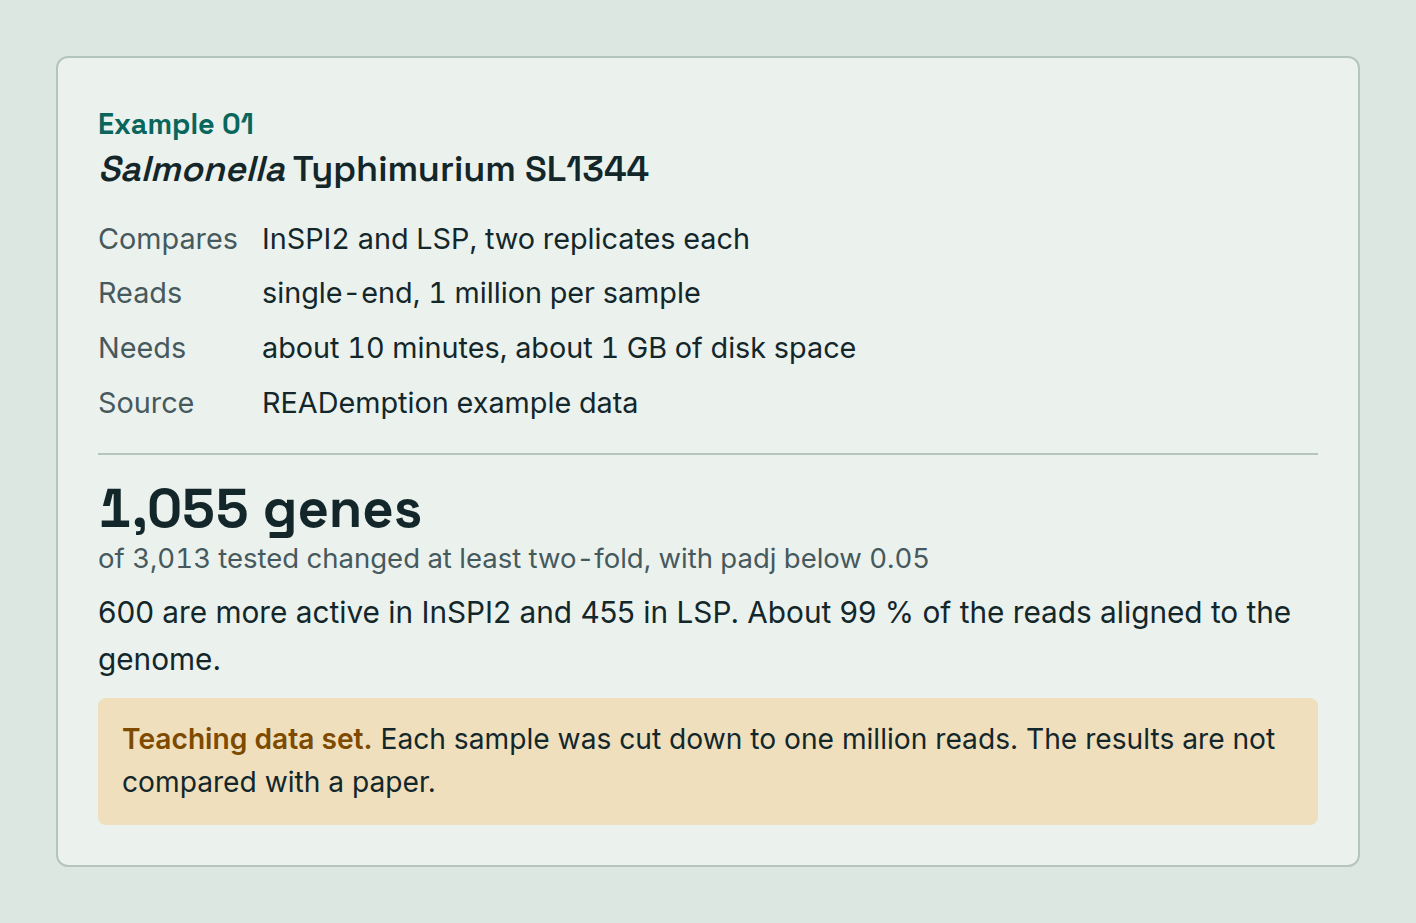 Example 01
Salmonella Typhimurium SL1344
Compares InSPI2 and LSP, two replicates each
Reads single-end, 1 million per sample
Needs about 10 minutes, about 1 GB of disk space
Source READemption example data
1,055 genes
of 3,013 tested changed at least two-fold, with padj below 0.05
600 are more active in InSPI2 and 455 in LSP. About 99 % of the reads aligned to the
genome.
Teaching data set. Each sample was cut down to one million reads. The results are not
compared with a paper.